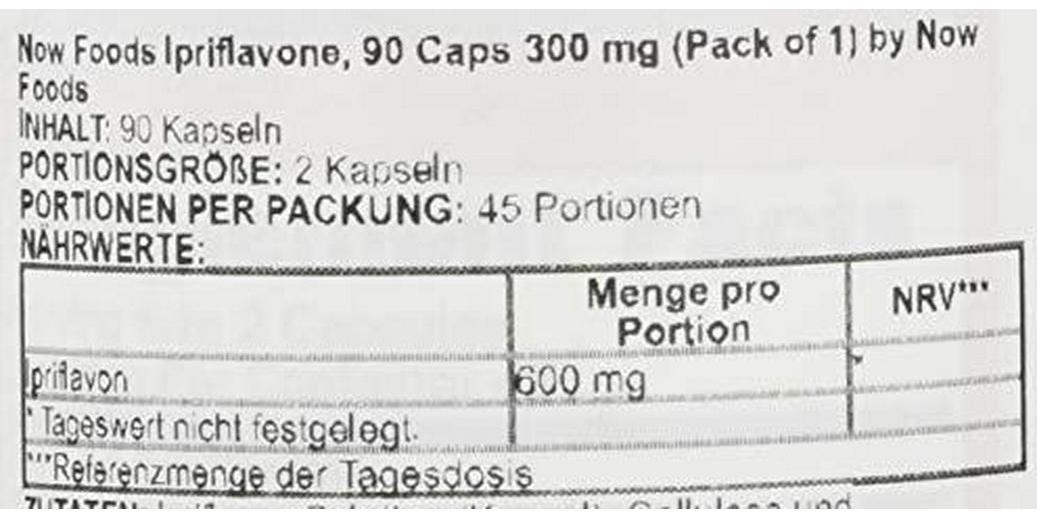 Now Foods Ipriflavone, 90 Caps 300 mg (Pack of 1) by Now
Foods
INHALT: 90 Kapseln
PORTIONSGRÖßE: 2 Kapseln
PORTIONEN PER PACKUNG: 45 Portionen
NÄHRWERTE:
Menge pro
Portion
NRV***
Ipriflavon 600 mg *
* Tageswert nicht festgelegt.
***Referenzmenge der Tagesdosis
ZUTATEN: